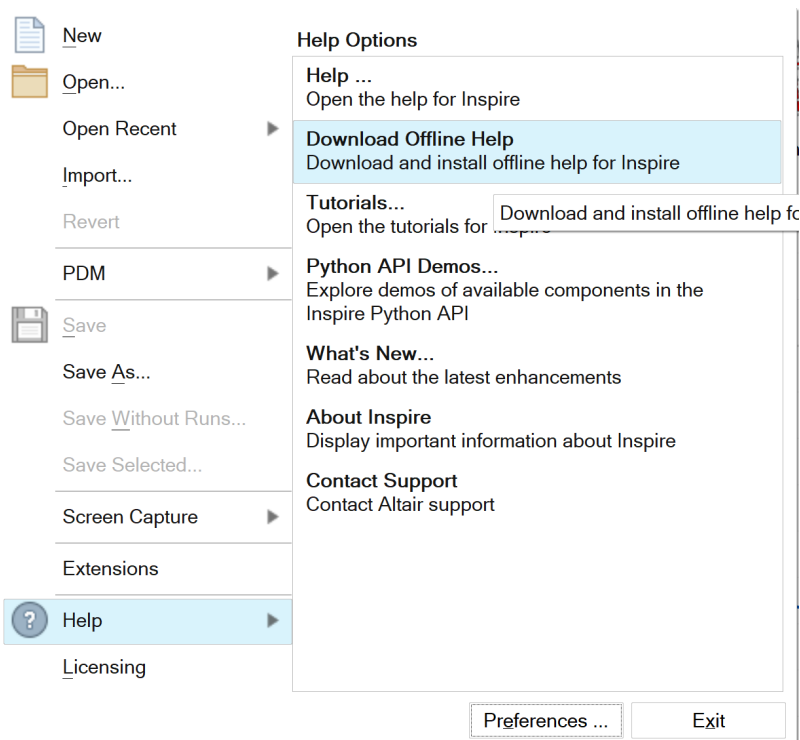 New
Open...
Open Recent
Import...
Revert
PDM
Save
Save As...
Save Without Runs...
Save Selected...
Screen Capture
Extensions
Help
Licensing
Help Options
Help ...
Open the help for Inspire
Download Offline Help
Download and install offline help for Inspire
Tutorials...
Open the tutorials for
Download and install offline help fo
Python API Demos...
Explore demos of available components in the
Inspire Python API
What's New...
Read about the latest enhancements
About Inspire
Display important information about Inspire
Contact Support
Contact Altair support
Preferences ...
Exit